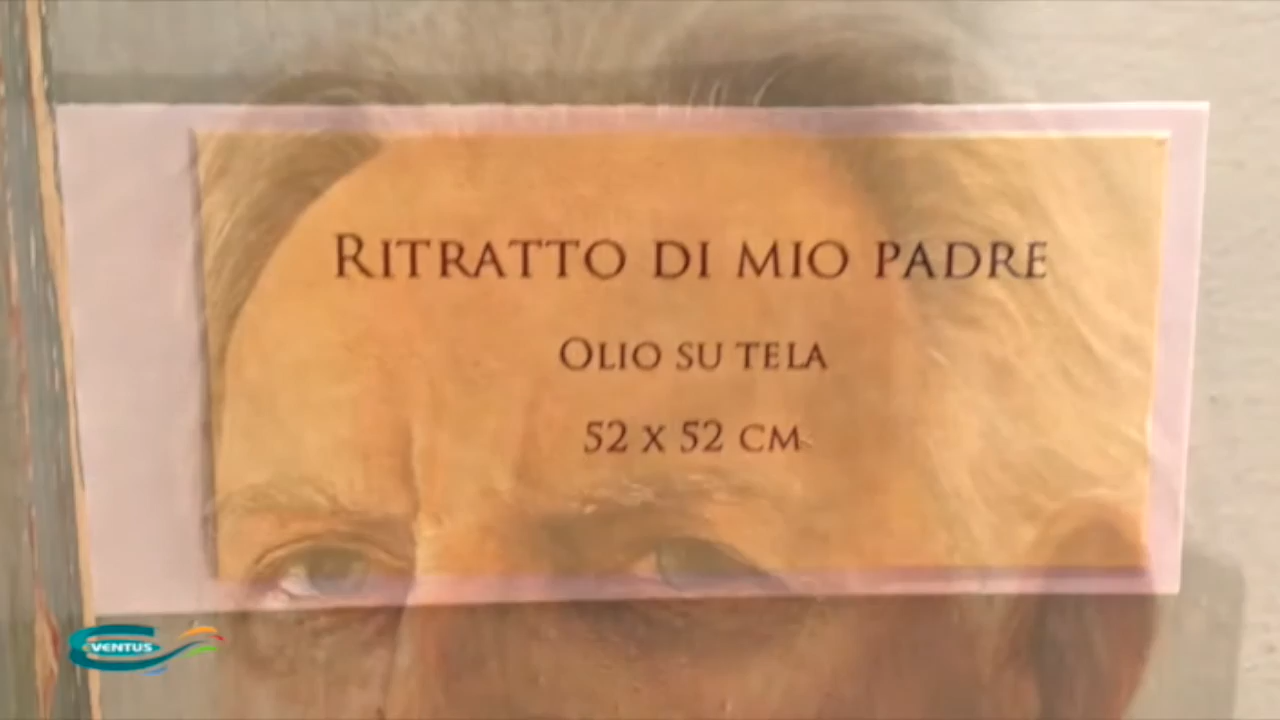 RITRATTO DI MIO PADRE
OLIO SU TELA
52 X 52 CM
EVENTUS